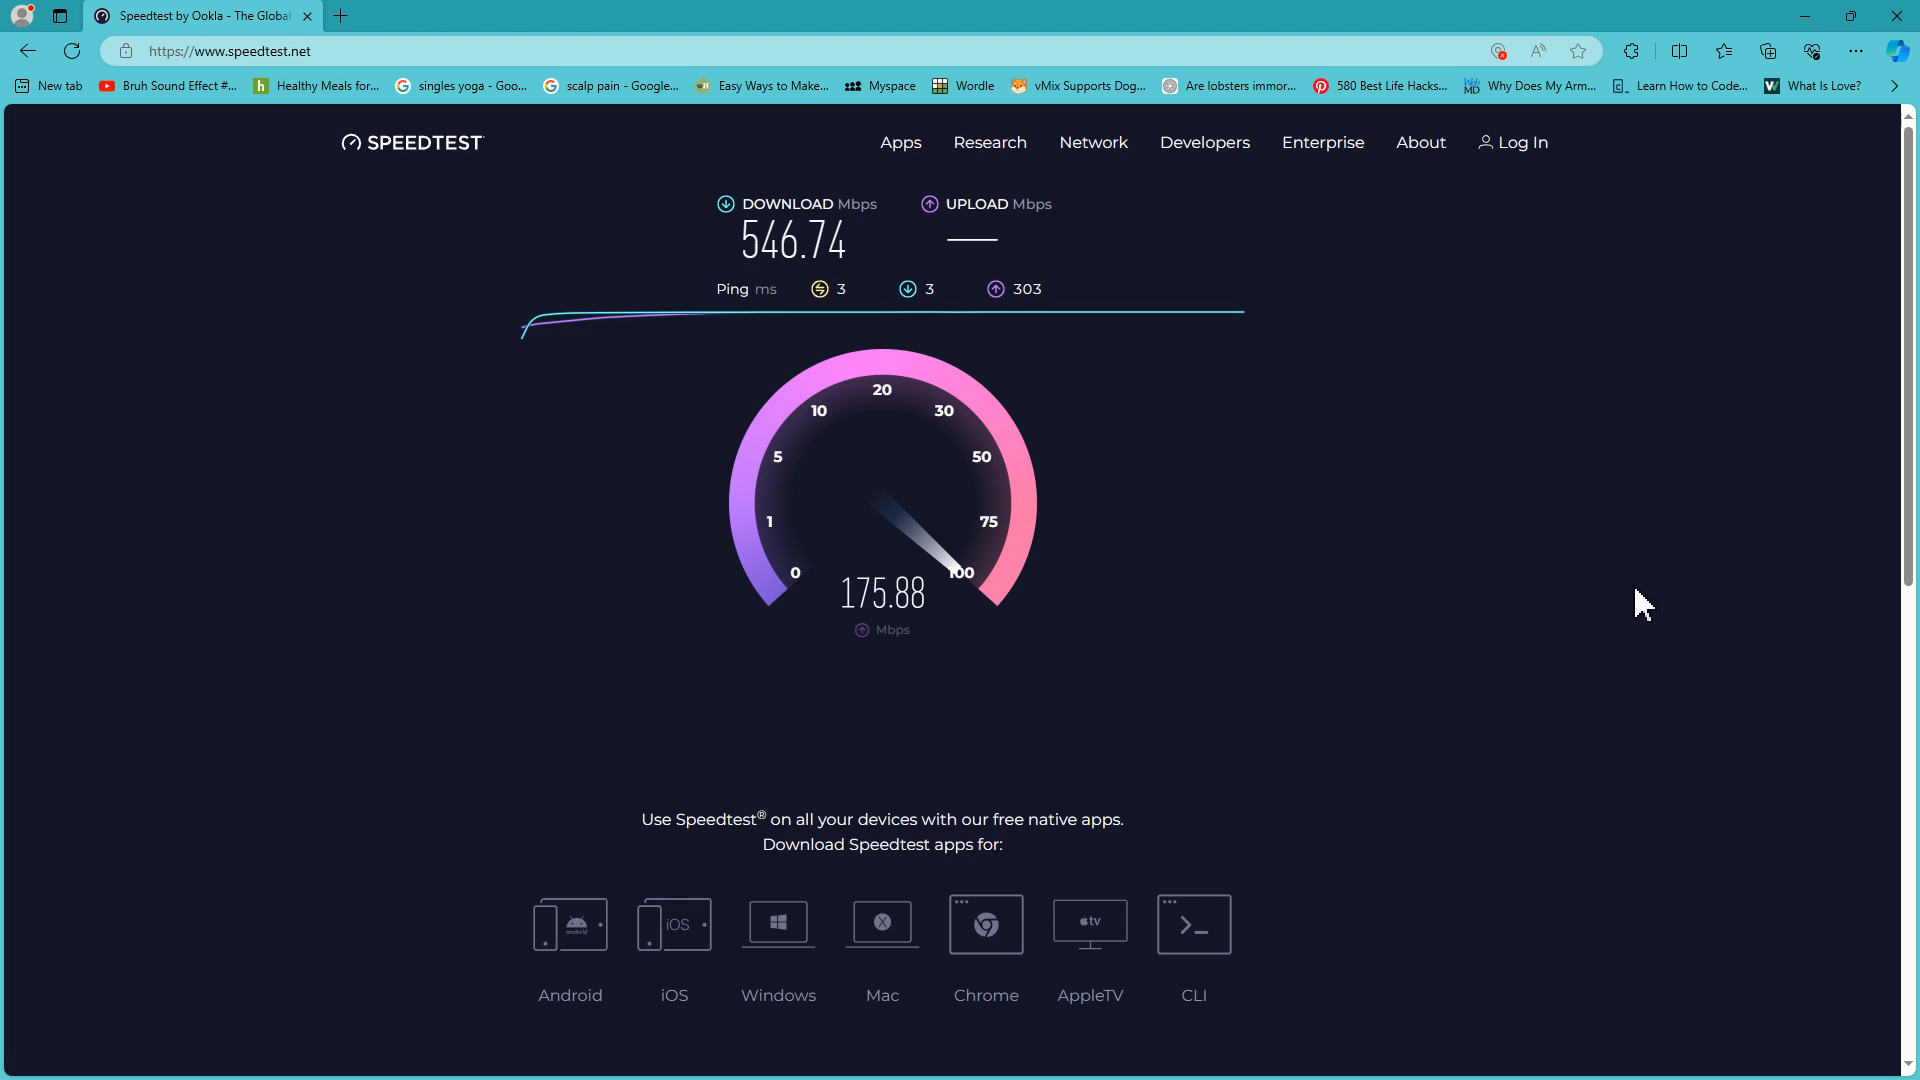 Speedtest by Ookla - The Global
https://www.speedtest.net
New tab
Bruh Sound Effect #...
Healthy Meals for...
singles yoga - Goo...
scalp pain - Google...
Easy Ways to Make...
Myspace
Wordle
vMix Supports Dog...
Are lobsters immor...
580 Best Life Hacks...
Why Does My Arm...
Learn How to Code...
What Is Love?
SPEEDTEST
Apps
Research
Network
Developers
Enterprise
About
Log In
DOWNLOAD Mbps
UPLOAD Mbps
546.74
Ping ms
3
3
303
20
10
30
5
50
1
75
0
100
175.88
Mbps
Use Speedtest® on all your devices with our free native apps.
Download Speedtest apps for:
android
iOS
tv
Android
iOS
Windows
Mac
Chrome
AppleTV
CLI